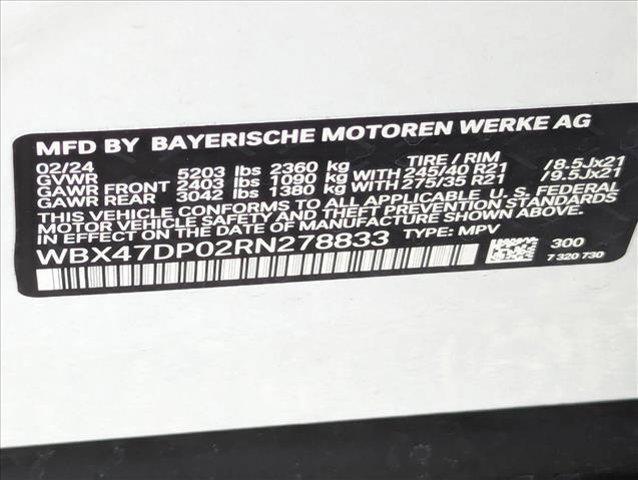 MFD BY BAYERISCHE MOTOREN WERKE AG
02/24 TIRE / RIM
GVWR 5203 lbs 2360 kg
GAWR FRONT 2403 lbs 1090 kg WITH 245/40 R21 /8.5Jx21
GAWR REAR 3042 lbs 1380 kg WITH 275/35 R21 /9.5Jx21
THIS VEHICLE CONFORMS TO ALL APPLICABLE U.S. FEDERAL
MOTOR VEHICLE SAFETY AND THEFT PREVENTION STANDARDS
IN EFFECT ON THE DATE OF MANUFACTURE SHOWN ABOVE.
WBX47DP02RN278833 TYPE: MPV
300
7 320 730